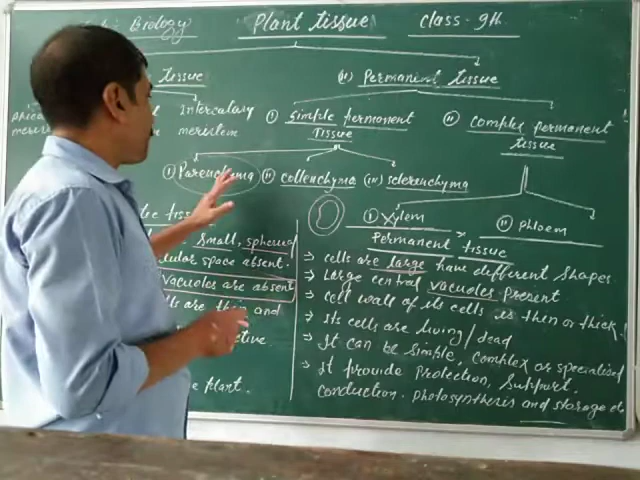 Biology Plant tissue Class - 9th
tissue (ii) Permanent tissue
Intercalary
meristem
(i) Simple permanent
Tissue
(ii) Complex permanent
tissue
(i) Parenchyma (ii) Collenchyma (iii) Sclerenchyma
(i) Xylem (ii) Phloem
Small,
space absent.
Vacuoles are absent
are thin and
plant.
Permanent tissue
→ cells are large have different shapes
→ Large central vacuoles present
→ cell wall of its cells is thin or thick
→ Its cells are living/dead
→ It can be simple, complex or specialised
→ It provide Protection, Support.
conduction. photosynthesis and storage etc